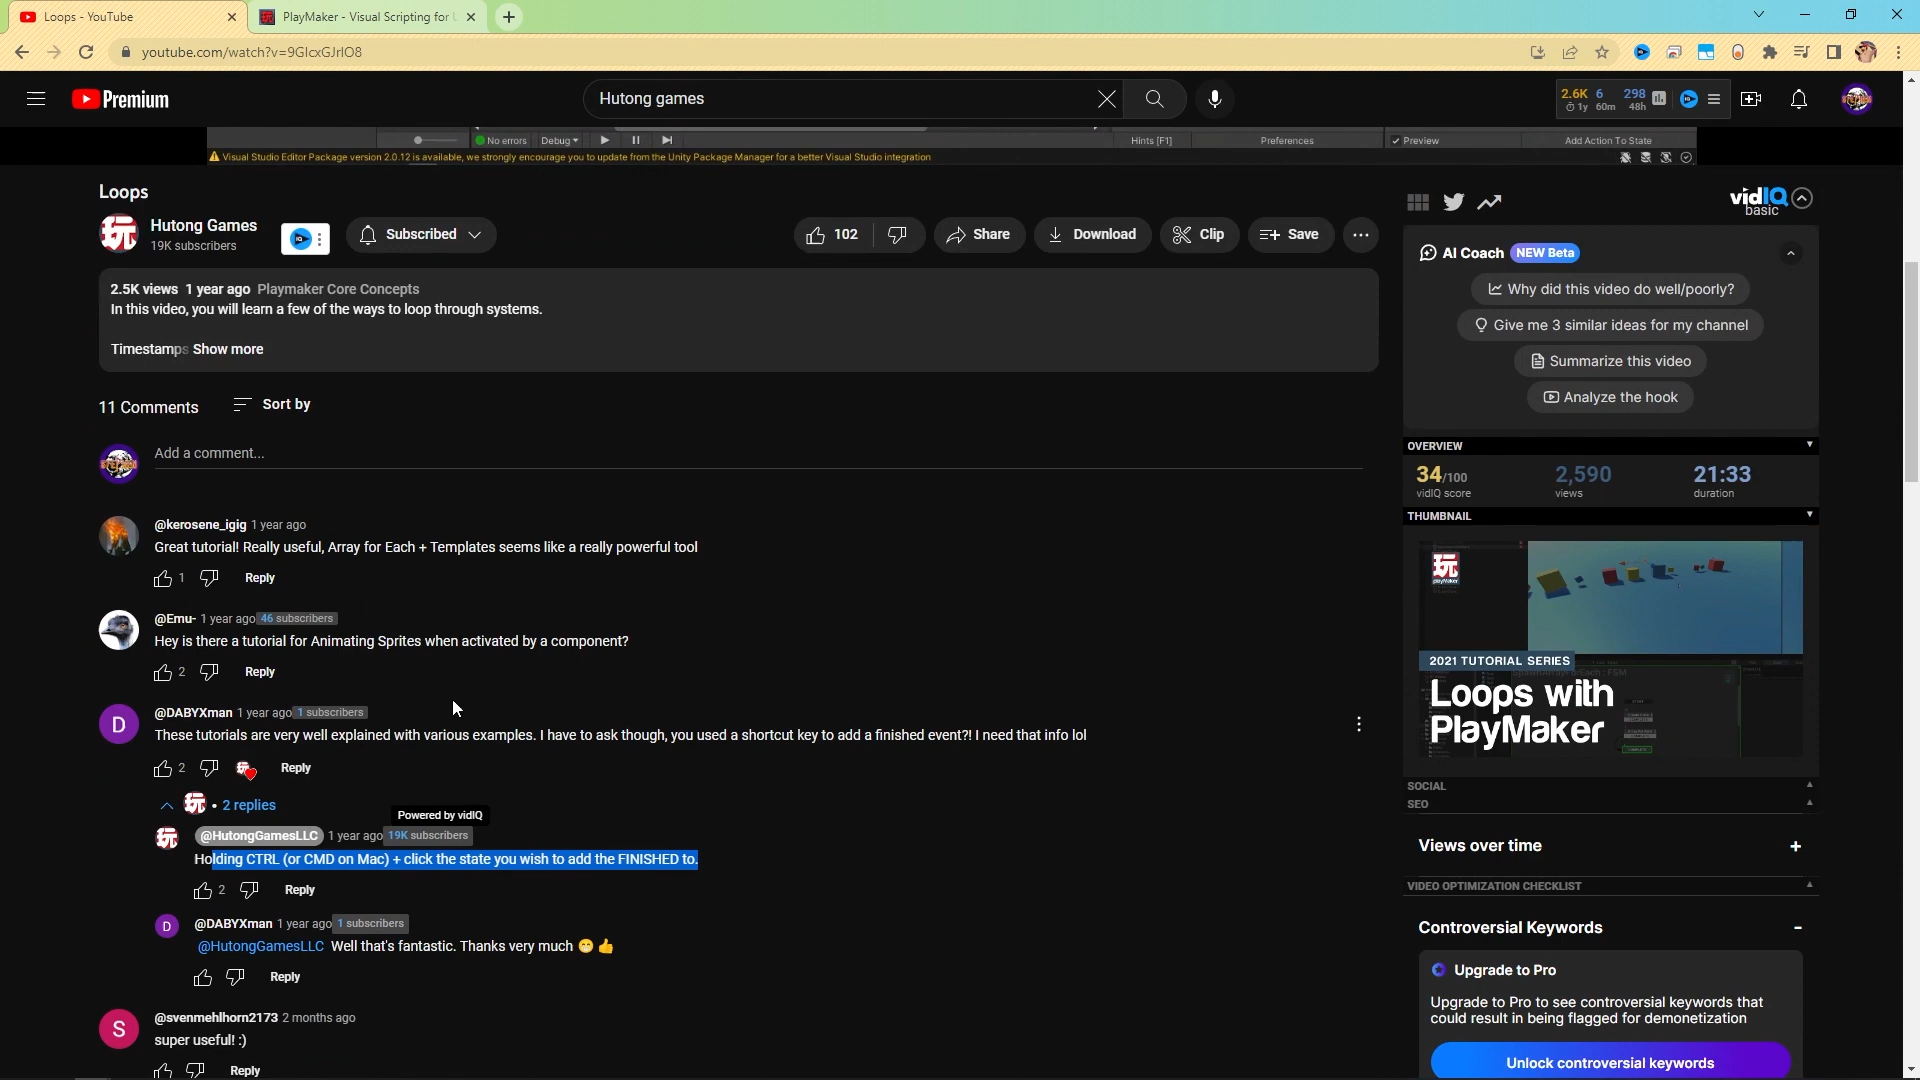 Loops - YouTube
PlayMaker - Visual Scripting for U
youtube.com/watch?v=9GlcxGJrlO8
Premium
Hutong games
2.6K 6 298
1y 60m 48h
No errors Debug Hints [F1] Preferences Preview Add Action To State
Visual Studio Editor Package version 2.0.12 is available, we strongly encourage you to update from the Unity Package Manager for a better Visual Studio integration
Loops
玩
Hutong Games
19K subscribers
Subscribed
102
Share
Download
Clip
Save
2.5K views 1 year ago Playmaker Core Concepts
In this video, you will learn a few of the ways to loop through systems.
Timestamps Show more
11 Comments
Sort by
Add a comment...
@kerosene_igig 1 year ago
Great tutorial! Really useful, Array for Each + Templates seems like a really powerful tool
1 Reply
@Emu- 1 year ago 46 subscribers
Hey is there a tutorial for Animating Sprites when activated by a component?
2 Reply
D
@DABYXman 1 year ago 1 subscribers
These tutorials are very well explained with various examples. I have to ask though, you used a shortcut key to add a finished event?! I need that info lol
2 Reply
玩 • 2 replies
Powered by vidIQ
玩
@HutongGamesLLC 1 year ago 19K subscribers
Holding CTRL (or CMD on Mac) + click the state you wish to add the FINISHED to.
2 Reply
D
@DABYXman 1 year ago 1 subscribers
@HutongGamesLLC Well that's fantastic. Thanks very much 😁👍
Reply
S
@svenmehlhorn2173 2 months ago
super useful! :)
Reply
vidIQ
basic
AI Coach NEW Beta
Why did this video do well/poorly?
Give me 3 similar ideas for my channel
Summarize this video
Analyze the hook
OVERVIEW
34/100 2,590 21:33
vidIQ score views duration
THUMBNAIL
玩
playMaker
2021 TUTORIAL SERIES
Loops with
PlayMaker
SOCIAL
SEO
Views over time +
VIDEO OPTIMIZATION CHECKLIST
Controversial Keywords -
Upgrade to Pro
Upgrade to Pro to see controversial keywords that
could result in being flagged for demonetization
Unlock controversial keywords